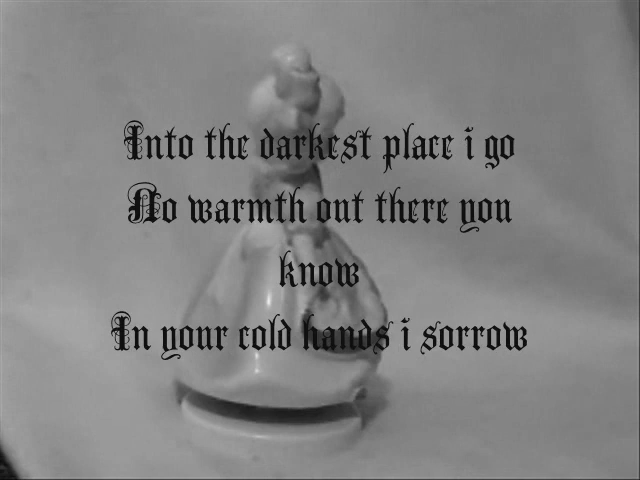 Into the darkest place i go
No warmth out there you
know
In your cold hands i sorrow